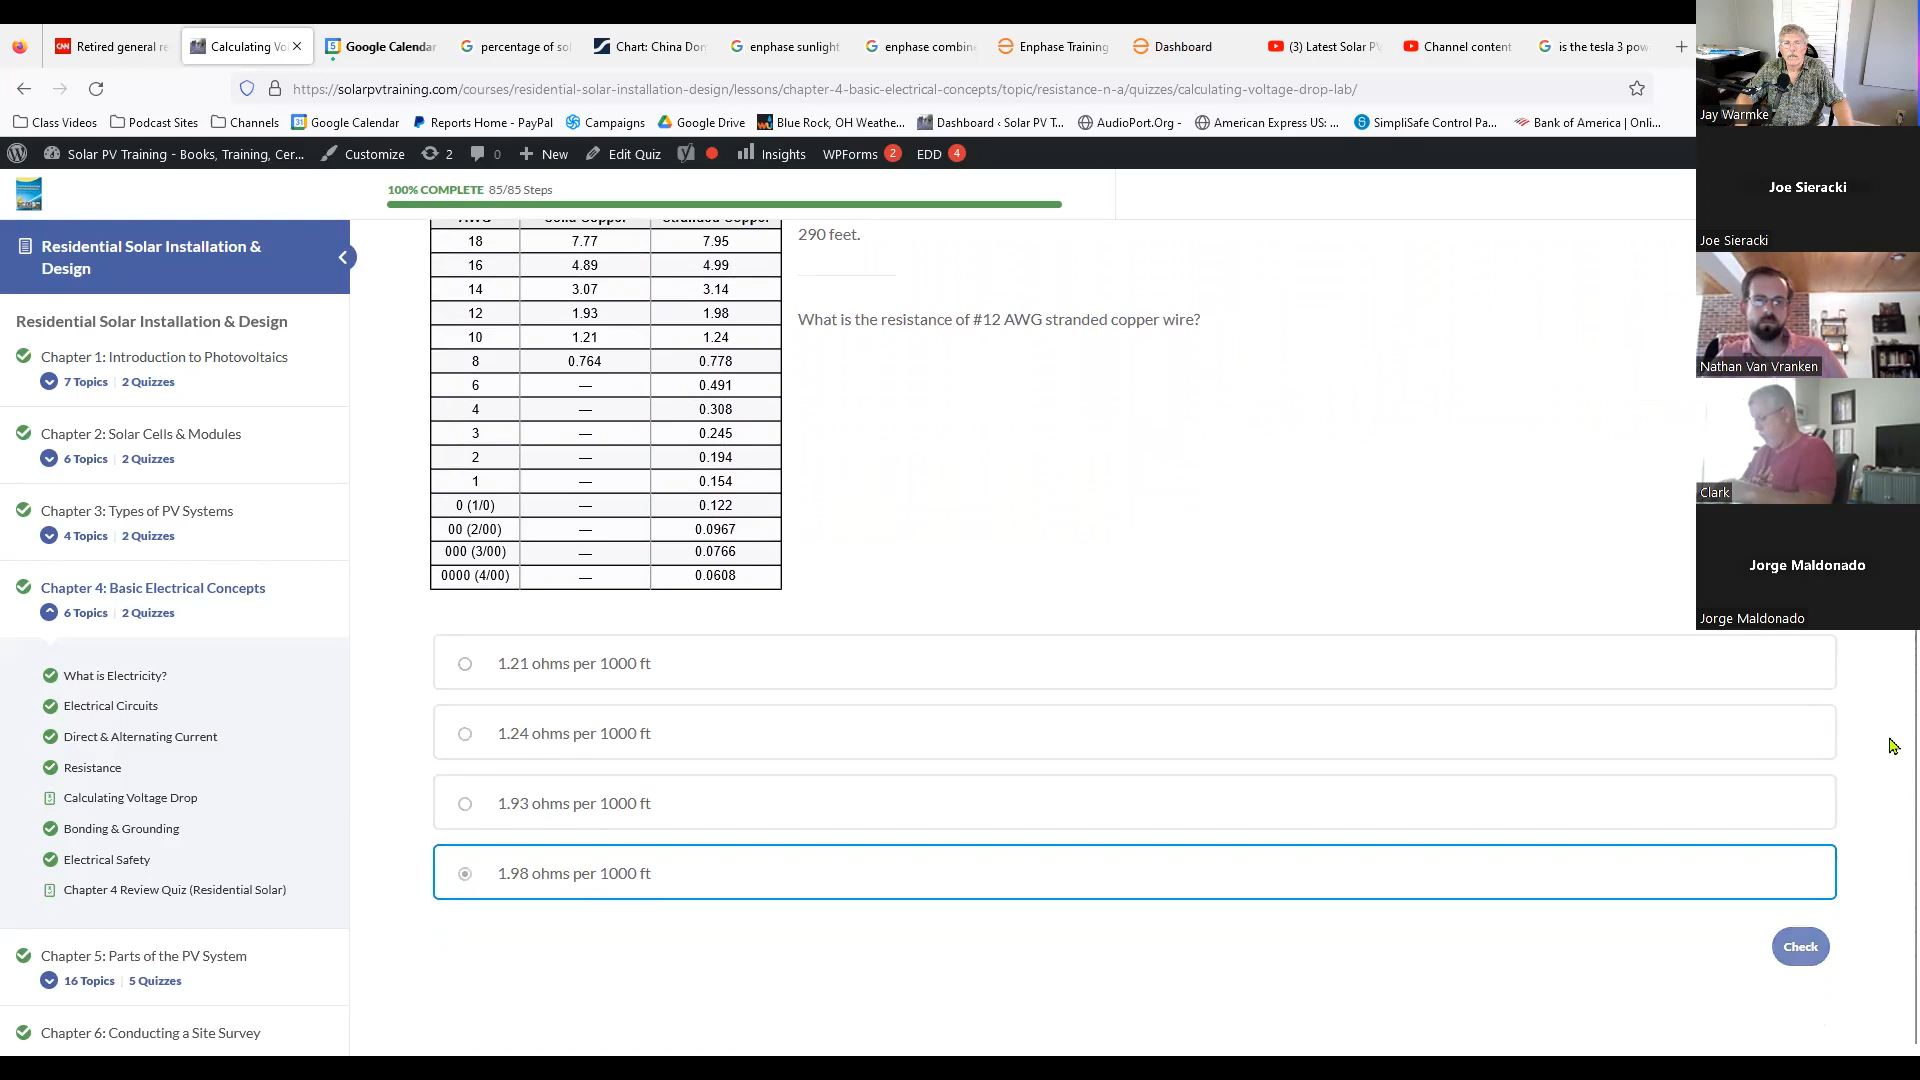 Retired general re
Calculating Vo
Google Calenda
percentage of so
Chart: China Dom
enphase sunlight
enphase combin
Enphase Training
Dashboard
(3) Latest Solar PV
Channel content
is the tesla 3 pow
https://solarpvtraining.com/courses/residential-solar-installation-design/lessons/chapter-4-basic-electrical-concepts/topic/resistance-n-a/quizzes/calculating-voltage-drop-lab/
Class Videos Podcast Sites Channels Google Calendar Reports Home - PayPal Campaigns Google Drive Blue Rock, OH Weathe... Dashboard ‹ Solar PV T... AudioPort.Org - American Express US: ... SimpliSafe Control Pa... Bank of America | Onli...
Solar PV Training - Books, Training, Cer... Customize 2 0 New Edit Quiz Insights WPForms 2 EDD 4
100% COMPLETE 85/85 Steps
Residential Solar Installation &
Design
Residential Solar Installation & Design
Chapter 1: Introduction to Photovoltaics
7 Topics | 2 Quizzes
Chapter 2: Solar Cells & Modules
6 Topics | 2 Quizzes
Chapter 3: Types of PV Systems
4 Topics | 2 Quizzes
Chapter 4: Basic Electrical Concepts
6 Topics | 2 Quizzes
What is Electricity?
Electrical Circuits
Direct & Alternating Current
Resistance
Calculating Voltage Drop
Bonding & Grounding
Electrical Safety
Chapter 4 Review Quiz (Residential Solar)
Chapter 5: Parts of the PV System
16 Topics | 5 Quizzes
Chapter 6: Conducting a Site Survey
AWG Solid Copper Stranded Copper
18 7.77 7.95
16 4.89 4.99
14 3.07 3.14
12 1.93 1.98
10 1.21 1.24
8 0.764 0.778
6 — 0.491
4 — 0.308
3 — 0.245
2 — 0.194
1 — 0.154
0 (1/0) — 0.122
00 (2/00) — 0.0967
000 (3/00) — 0.0766
0000 (4/00) — 0.0608
290 feet.
What is the resistance of #12 AWG stranded copper wire?
1.21 ohms per 1000 ft
1.24 ohms per 1000 ft
1.93 ohms per 1000 ft
1.98 ohms per 1000 ft
Check
Jay Warmke
Joe Sieracki
Joe Sieracki
Nathan Van Vranken
Clark
Jorge Maldonado
Jorge Maldonado